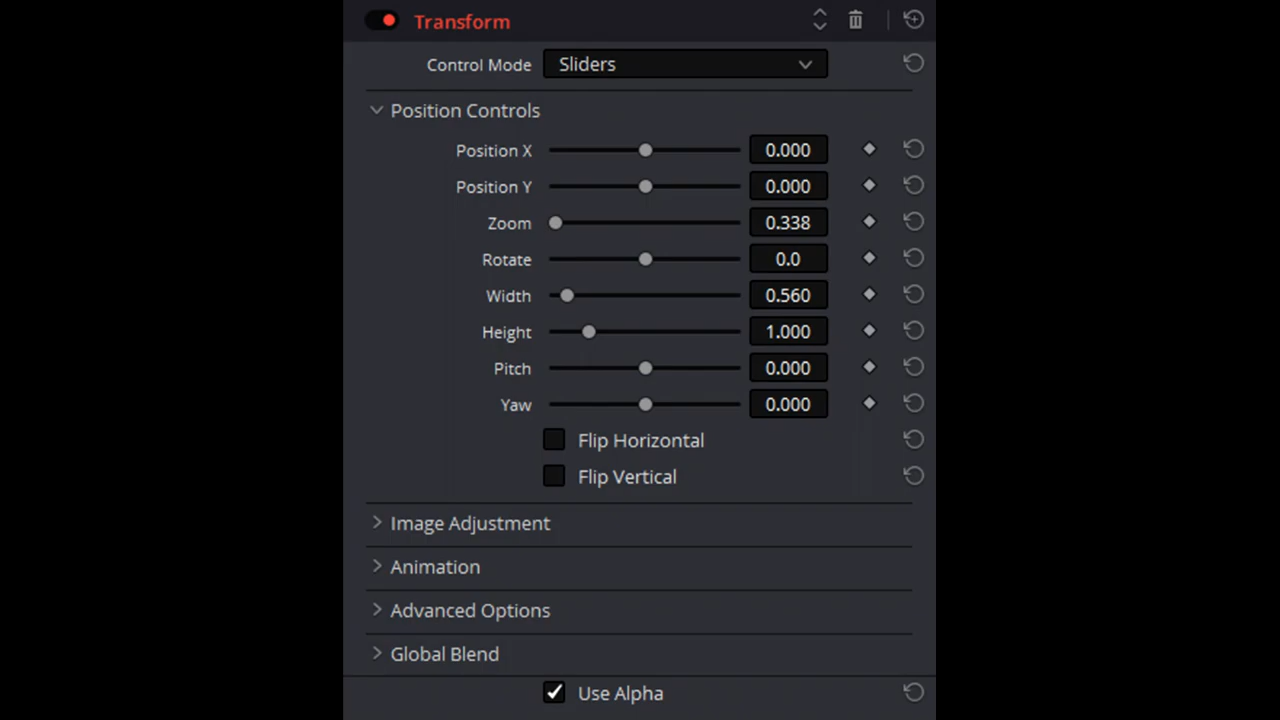 Transform
Control Mode Sliders
Position Controls
Position X 0.000
Position Y 0.000
Zoom 0.338
Rotate 0.0
Width 0.560
Height 1.000
Pitch 0.000
Yaw 0.000
Flip Horizontal
Flip Vertical
Image Adjustment
Animation
Advanced Options
Global Blend
Use Alpha